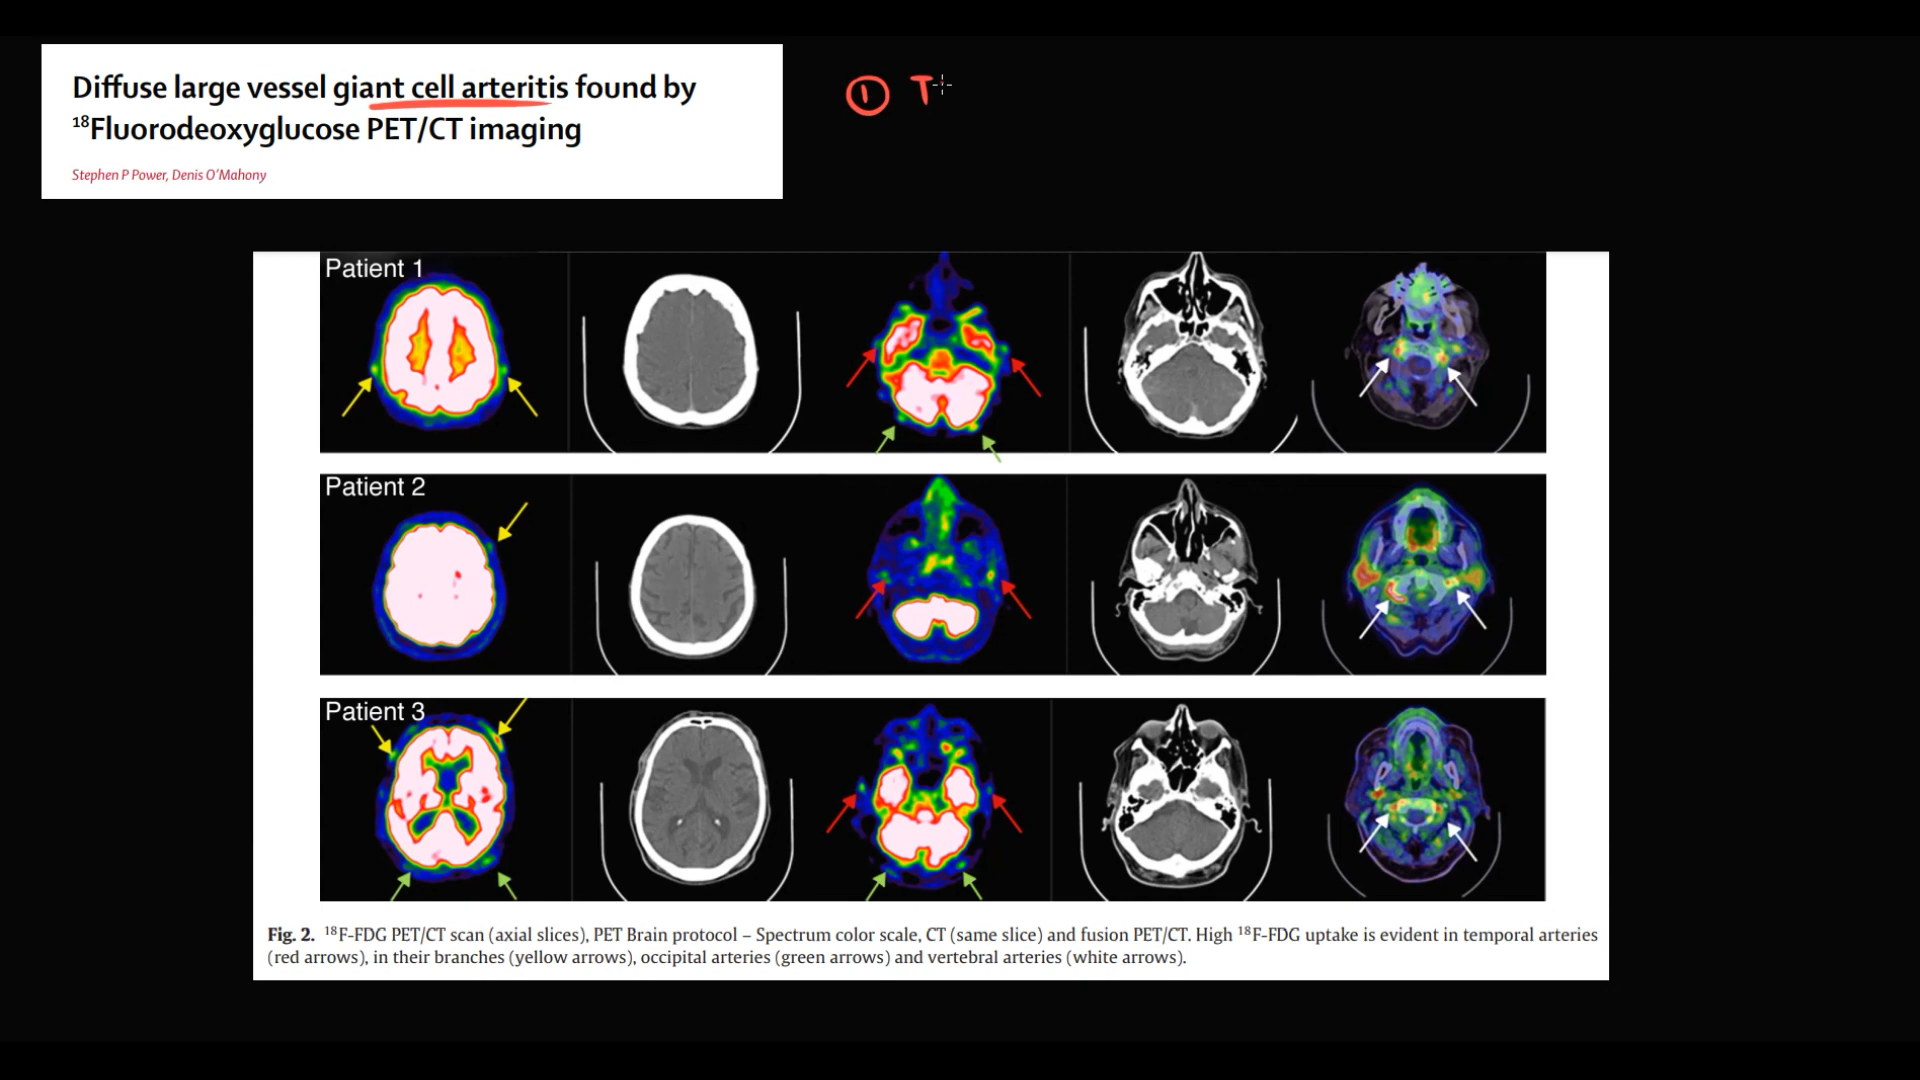 Diffuse large vessel giant cell arteritis found by
¹⁸Fluorodeoxyglucose PET/CT imaging
Stephen P Power, Denis O'Mahony
① T
Patient 1
Patient 2
Patient 3
Fig. 2. ¹⁸F-FDG PET/CT scan (axial slices), PET Brain protocol – Spectrum color scale, CT (same slice) and fusion PET/CT. High ¹⁸F-FDG uptake is evident in temporal arteries
(red arrows), in their branches (yellow arrows), occipital arteries (green arrows) and vertebral arteries (white arrows).